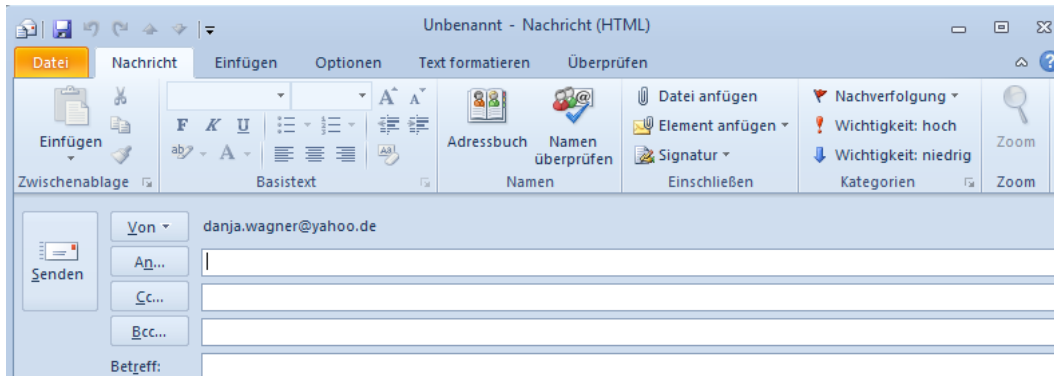 Unbenannt - Nachricht (HTML)
Datei Nachricht Einfügen Optionen Text formatieren Überprüfen
Einfügen
Zwischenablage
F K U
ab A Aa
A A
Basistext
Adressbuch
Namen überprüfen
Namen
Datei anfügen
Element anfügen
Signatur
Einschließen
Nachverfolgung
Wichtigkeit: hoch
Wichtigkeit: niedrig
Kategorien
Zoom
Zoom
Senden
Von danja.wagner@yahoo.de
An...
Cc...
Bcc...
Betreff: